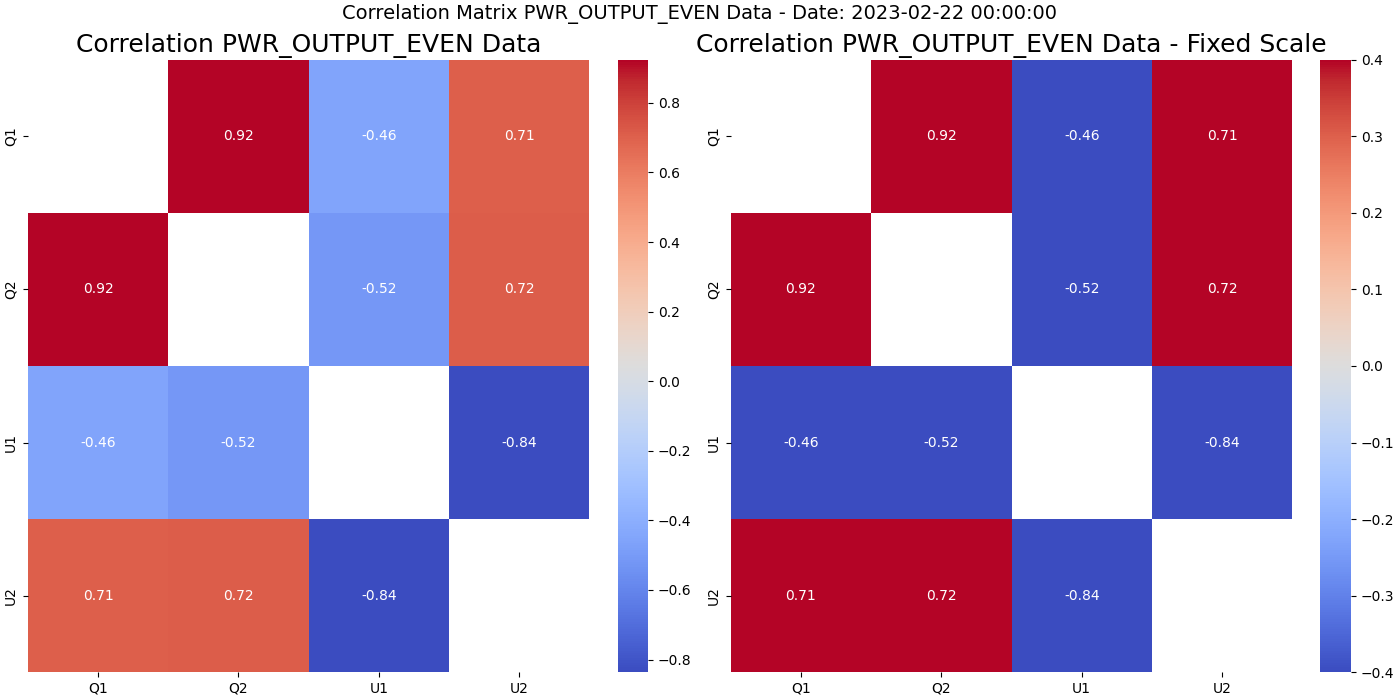 Correlation Matrix PWR_OUTPUT_EVEN Data - Date: 2023-02-22 00:00:00
Correlation PWR_OUTPUT_EVEN Data
Q1
0.92 -0.46 0.71
Q2
0.92 -0.52 0.72
U1
-0.46 -0.52 -0.84
U2
0.71 0.72 -0.84
Q1 Q2 U1 U2
0.8
0.6
0.4
0.2
0.0
−0.2
−0.4
−0.6
−0.8
Correlation PWR_OUTPUT_EVEN Data - Fixed Scale
Q1
0.92 -0.46 0.71
Q2
0.92 -0.52 0.72
U1
-0.46 -0.52 -0.84
U2
0.71 0.72 -0.84
Q1 Q2 U1 U2
0.4
0.3
0.2
0.1
0.0
−0.1
−0.2
−0.3
−0.4